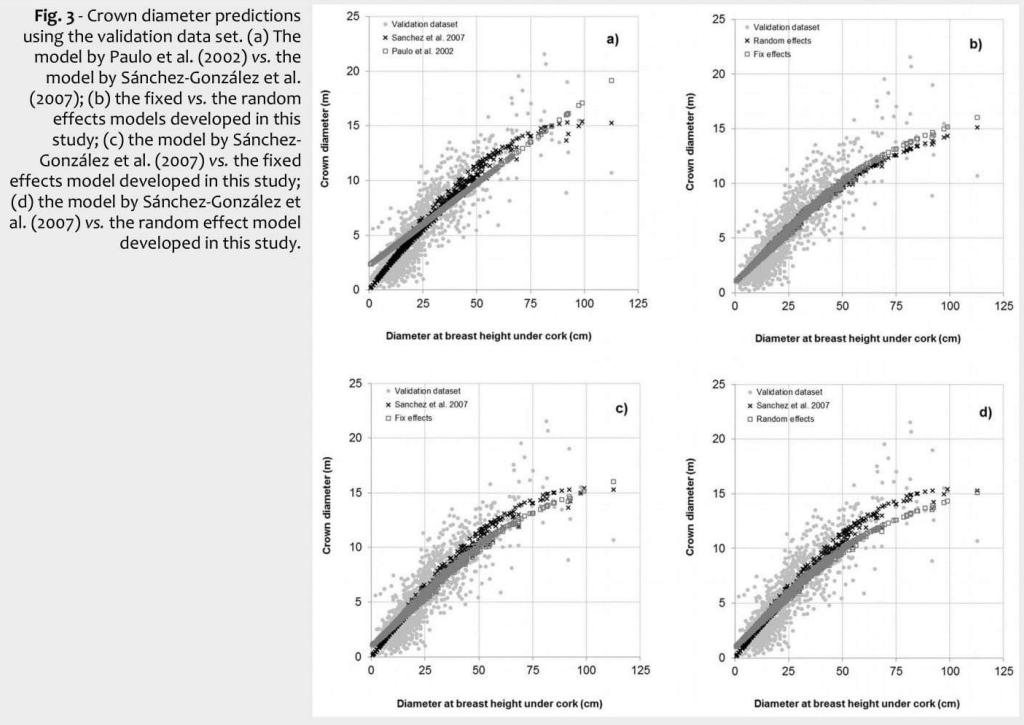 Fig. 3 - Crown diameter predictions
using the validation data set. (a) The
model by Paulo et al. (2002) vs. the
model by Sánchez-González et al.
(2007); (b) the fixed vs. the random
effects models developed in this
study; (c) the model by Sánchez-
González et al. (2007) vs. the fixed
effects model developed in this study;
(d) the model by Sánchez-González et
al. (2007) vs. the random effect model
developed in this study.
a)
Validation dataset
Sanchez et al. 2007
Paulo et al. 2002
Crown diameter (m)
25
20
15
10
5
0
0 25 50 75 100 125
Diameter at breast height under cork (cm)
b)
Validation dataset
Random effects
Fix effects
Crown diameter (m)
25
20
15
10
5
0
0 25 50 75 100 125
Diameter at breast height under cork (cm)
c)
Validation dataset
Sanchez et al. 2007
Fix effects
Crown diameter (m)
25
20
15
10
5
0
0 25 50 75 100 125
Diameter at breast height under cork (cm)
d)
Validation dataset
Sanchez et al. 2007
Random effects
Crown diameter (m)
25
20
15
10
5
0
0 25 50 75 100 125
Diameter at breast height under cork (cm)